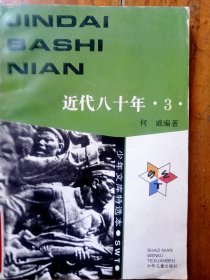 JINDAI
BASHI
NIAN
近代八十年·3·
何威编著
少年文库特选本●SWT●
SHAO NIAN
WENKU
TEXUANBEN
少年儿童出版社